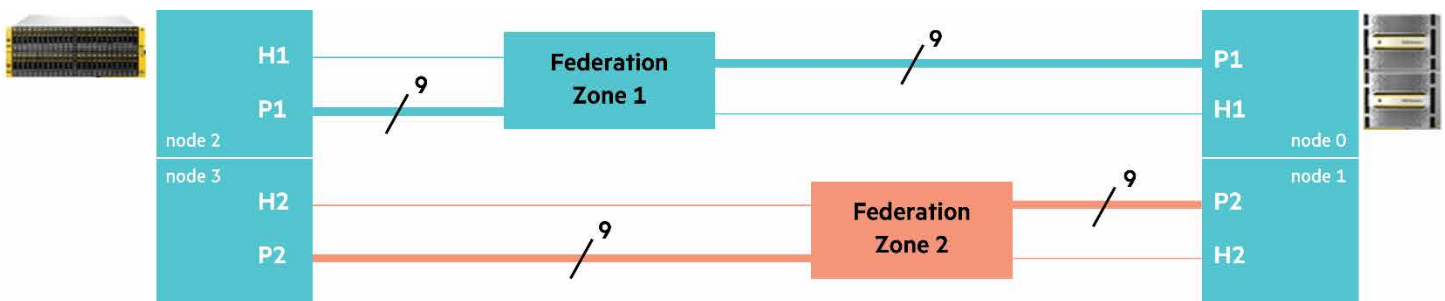 H1
P1
node 2
9
Federation
Zone 1
9
P1
H1
node 0
node 3
H2
P2
9
Federation
Zone 2
9
node 1
P2
H2